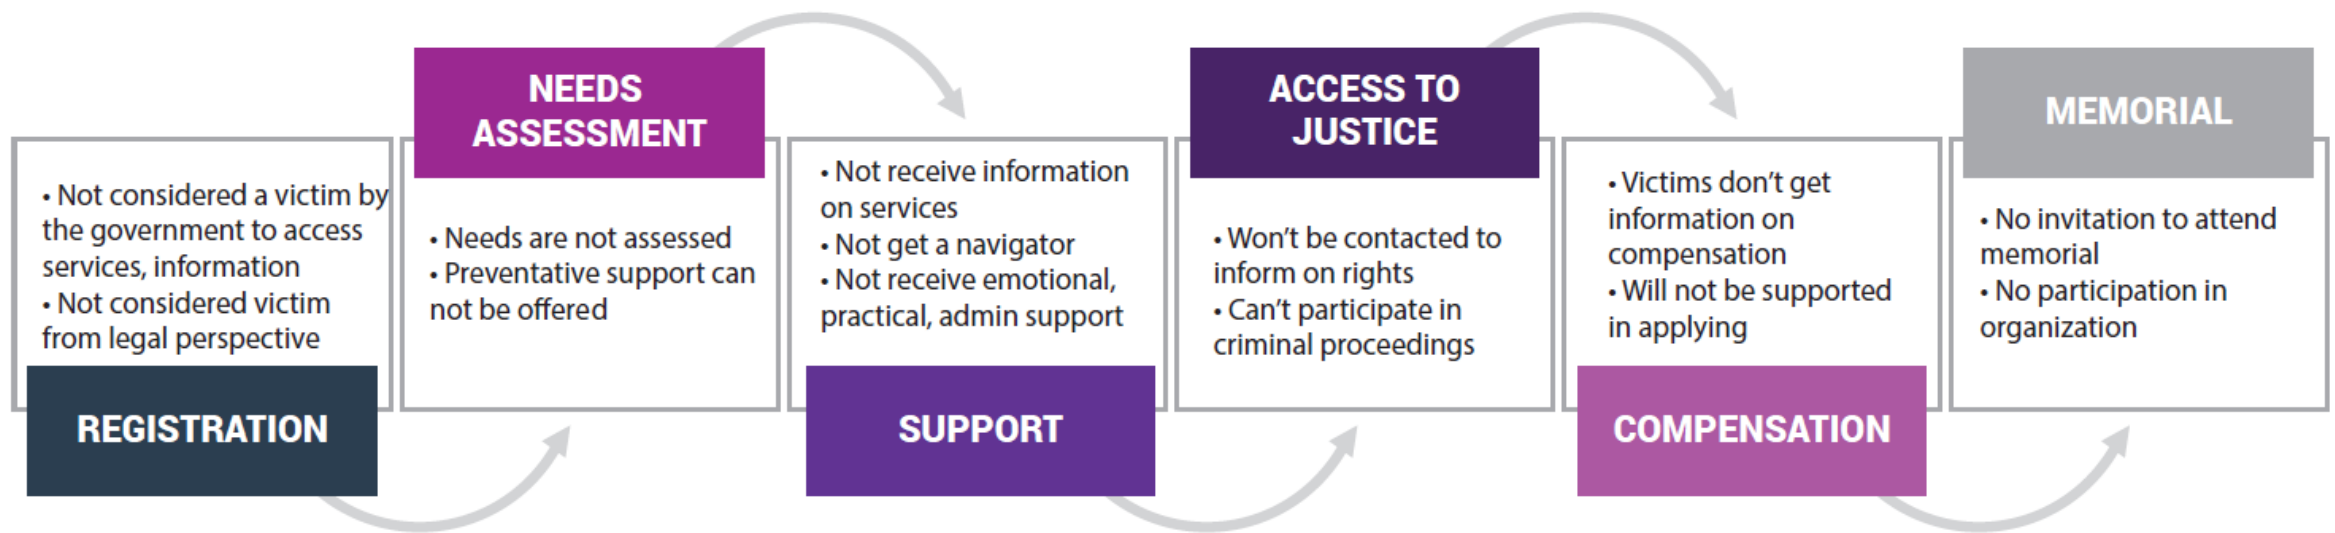 • Not considered a victim by
the government to access
services, information
• Not considered victim
from legal perspective
REGISTRATION
NEEDS
ASSESSMENT
• Needs are not assessed
• Preventative support can
not be offered
• Not receive information
on services
• Not get a navigator
• Not receive emotional,
practical, admin support
SUPPORT
ACCESS TO
JUSTICE
• Won’t be contacted to
inform on rights
• Can’t participate in
criminal proceedings
• Victims don’t get
information on
compensation
• Will not be supported
in applying
COMPENSATION
MEMORIAL
• No invitation to attend
memorial
• No participation in
organization